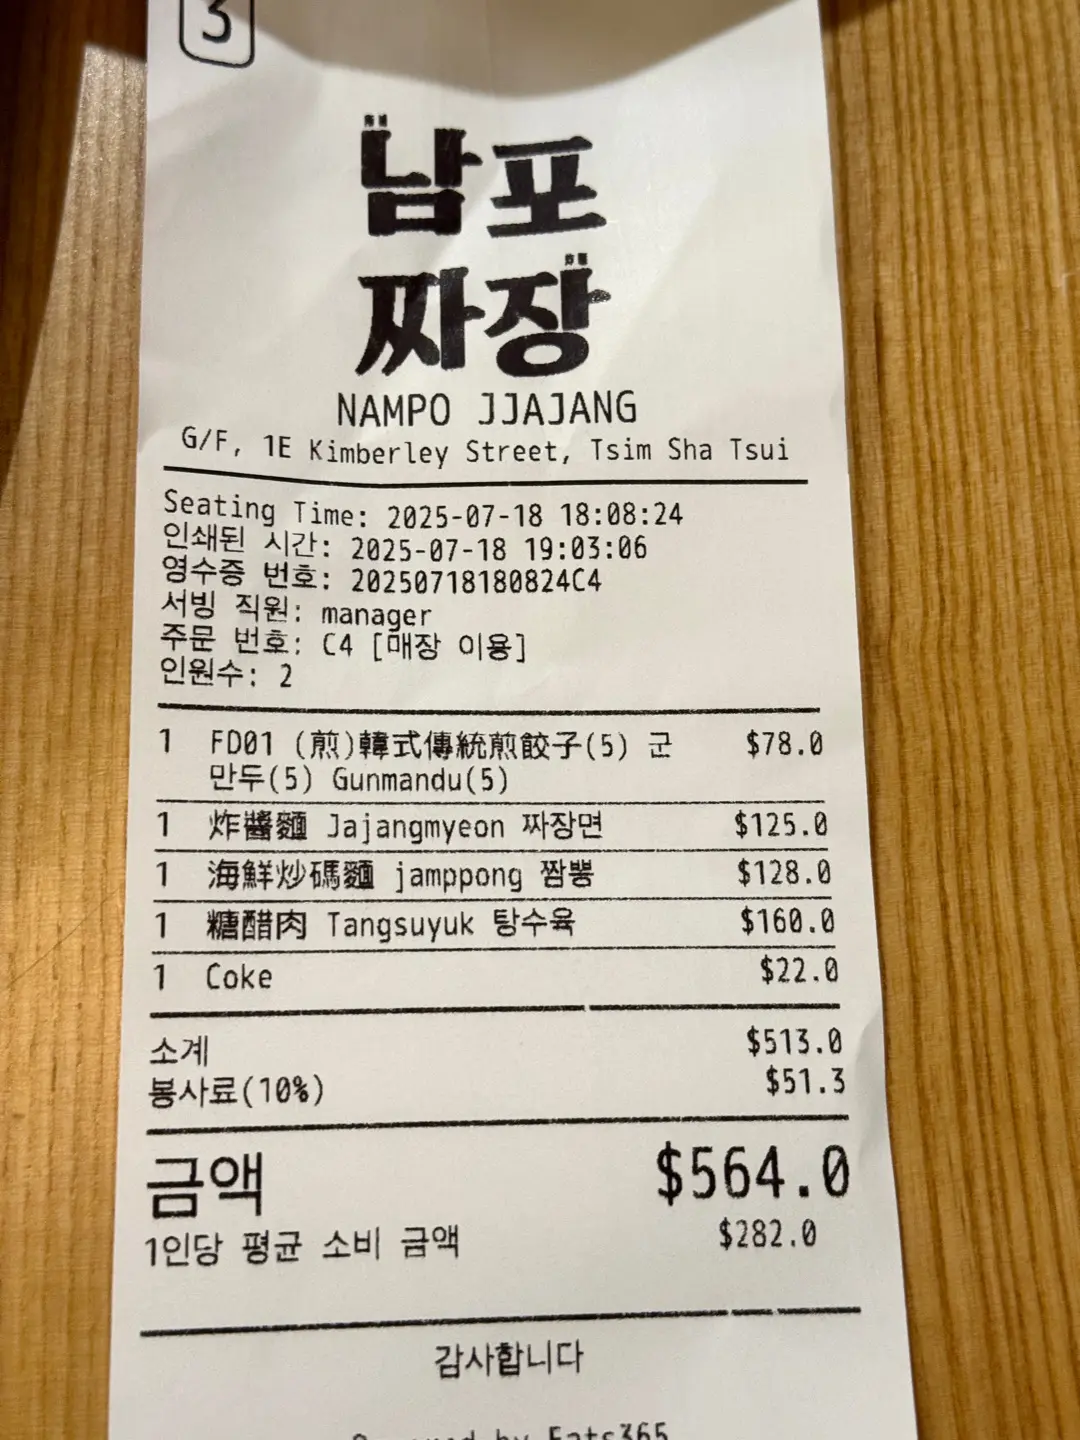 3
남포
짜장
NAMPO JJAJANG
G/F, 1E Kimberley Street, Tsim Sha Tsui
Seating Time: 2025-07-18 18:08:24
인쇄된 시간: 2025-07-18 19:03:06
영수증 번호: 20250718180824C4
서빙 직원: manager
주문 번호: C4 [매장 이용]
인원수: 2
1 FD01 (煎)韓式傳統煎餃子(5) 군 $78.0
만두(5) Gunmandu(5)
1 炸醬麵 Jajangmyeon 짜장면 $125.0
1 海鮮炒碼麵 jamppong 짬뽕 $128.0
1 糖醋肉 Tangsuyuk 탕수육 $160.0
1 Coke $22.0
소계 $513.0
봉사료(10%) $51.3
금액 $564.0
1인당 평균 소비 금액 $282.0
감사합니다
by Eats365